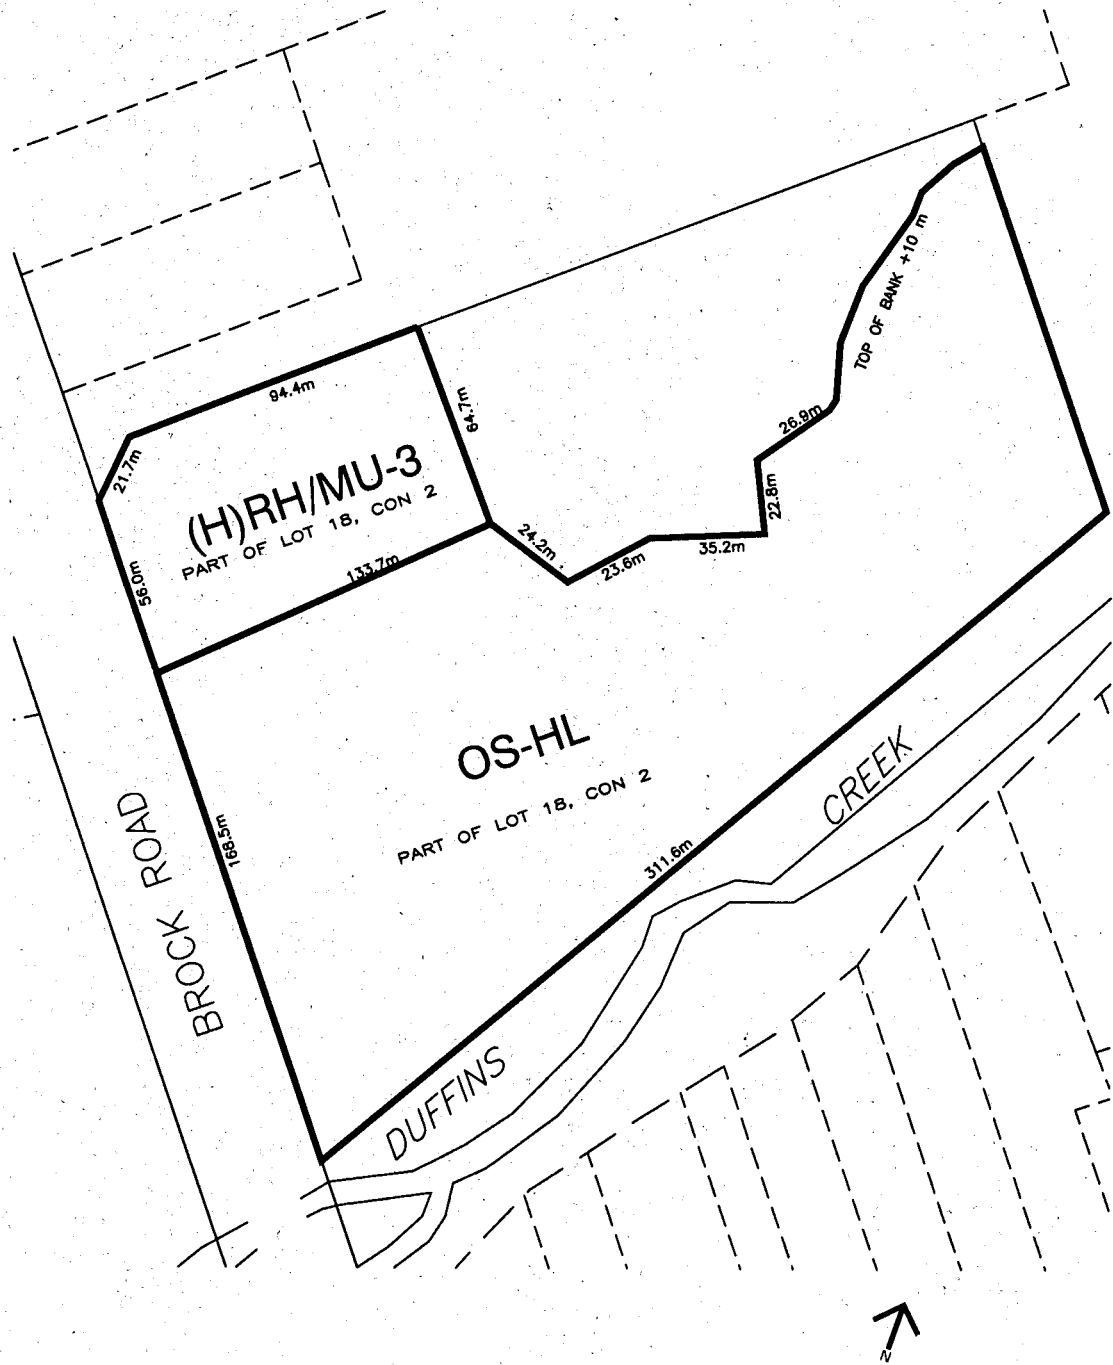 TOP OF BANK +10 m
94.4m
64.7m
21.7m
26.9m
(H)RH/MU-3
PART OF LOT 18, CON 2
22.8m
24.2m
35.2m
23.6m
133.7m
56.0m
OS-HL
PART OF LOT 18, CON 2
168.5m
311.6m
BROCK ROAD
DUFFINS CREEK
N